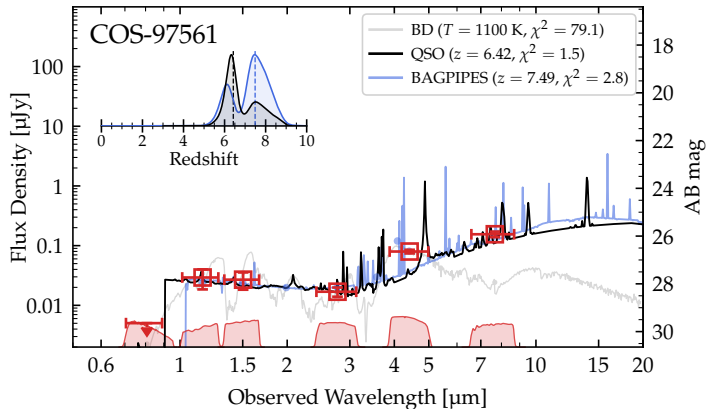 COS-97561
BD (T = 1100 K, χ² = 79.1)
QSO (z = 6.42, χ² = 1.5)
BAGPIPES (z = 7.49, χ² = 2.8)
0 2 4 6 8 10
Redshift
Flux Density [μJy]
100
10
1
0.1
0.01
AB mag
18
20
22
24
26
28
30
0.6 1 1.5 2 3 4 5 10 20
Observed Wavelength [μm]